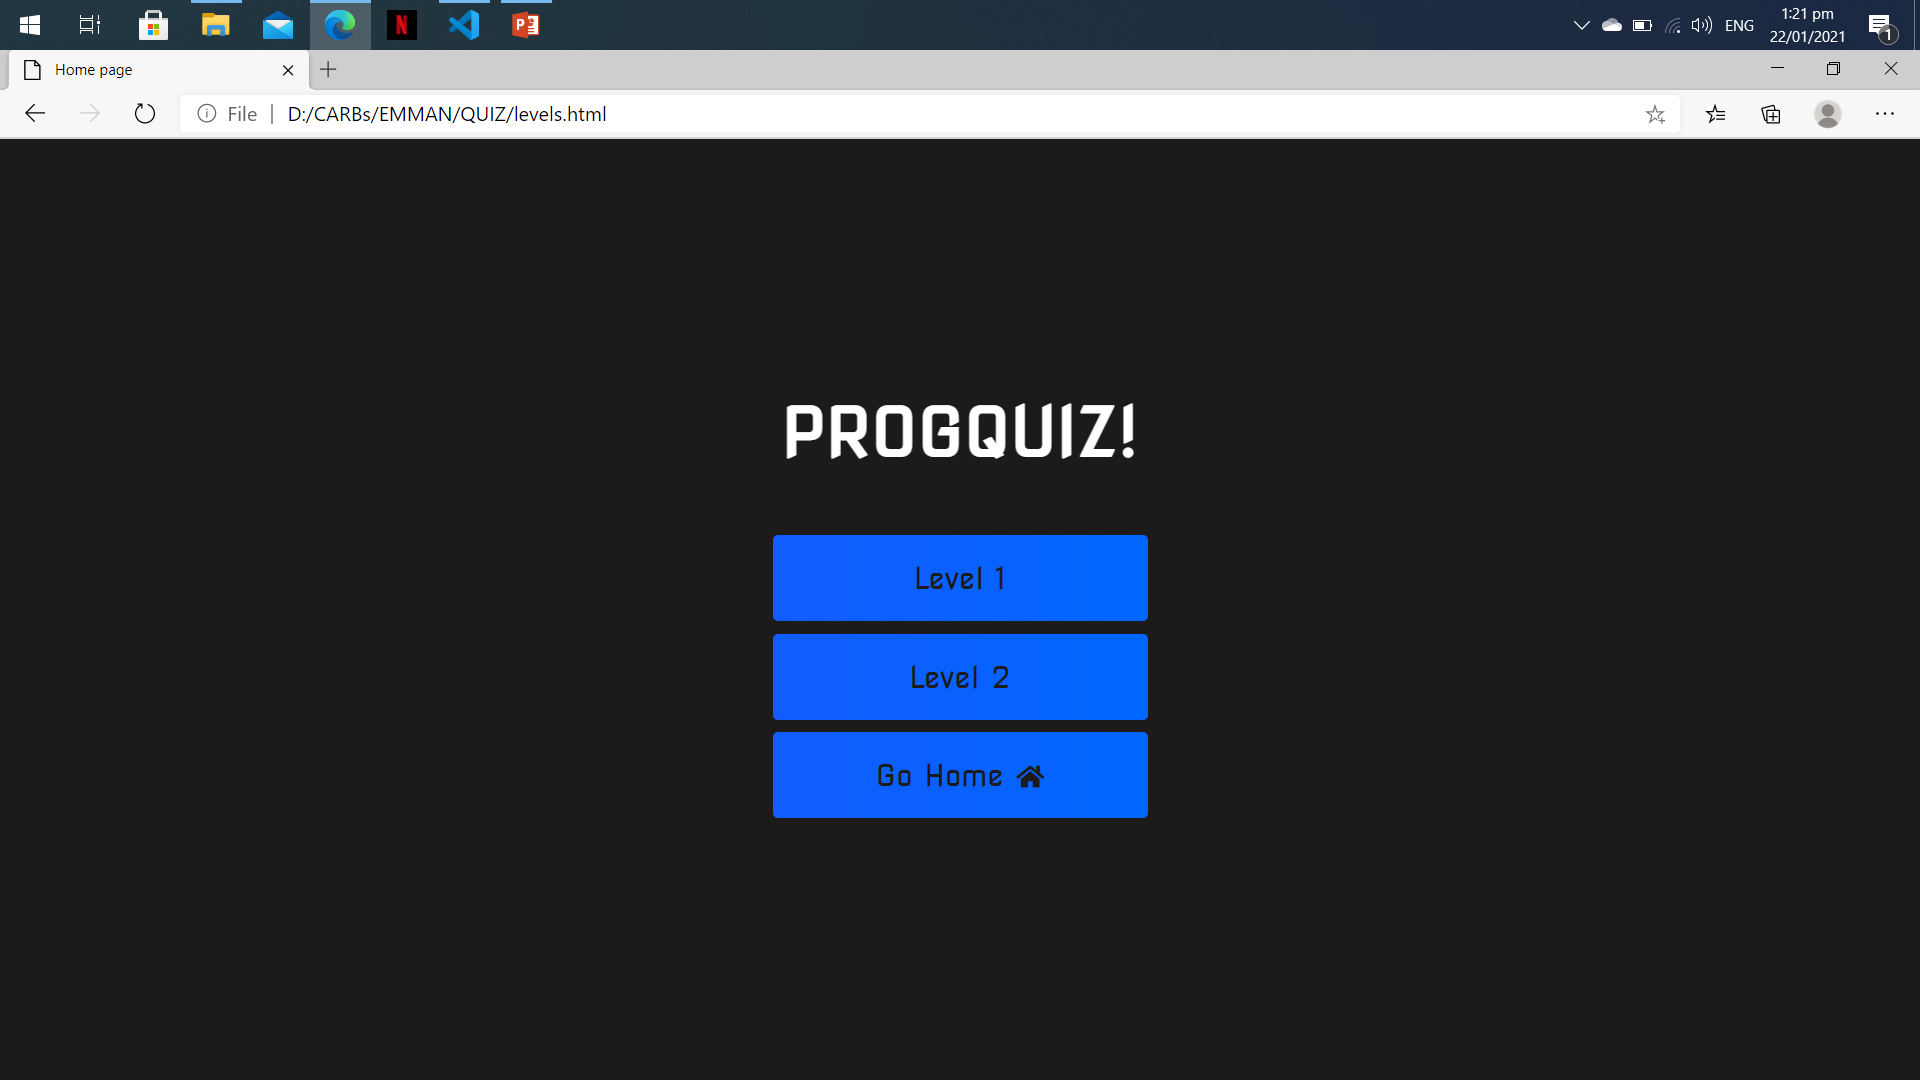 1:21 pm
ENG
22/01/2021
1
Home page
File | D:/CARBs/EMMAN/QUIZ/levels.html
PROGQUIZ!
Level 1
Level 2
Go Home